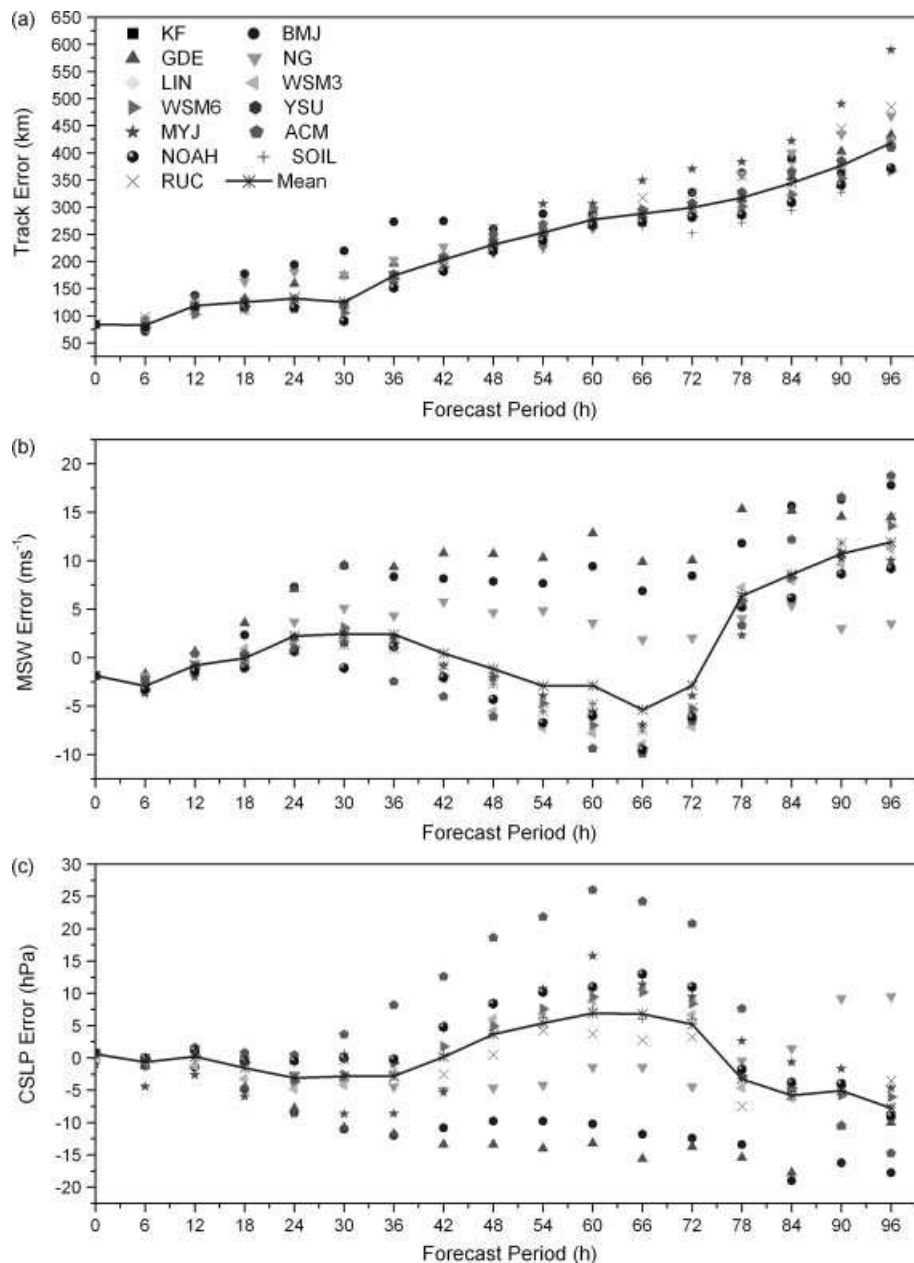 (a)
650
600
550
500
450
400
350
300
250
200
150
100
50
Track Error (km)
KF BMJ
GDE NG
LIN WSM3
WSM6 YSU
MYJ ACM
NOAH SOIL
RUC Mean
0 6 12 18 24 30 36 42 48 54 60 66 72 78 84 90 96
Forecast Period (h)
(b)
20
15
10
5
0
-5
-10
MSW Error (ms⁻¹)
0 6 12 18 24 30 36 42 48 54 60 66 72 78 84 90 96
Forecast Period (h)
(c)
30
25
20
15
10
5
0
-5
-10
-15
-20
CSLP Error (hPa)
0 6 12 18 24 30 36 42 48 54 60 66 72 78 84 90 96
Forecast Period (h)